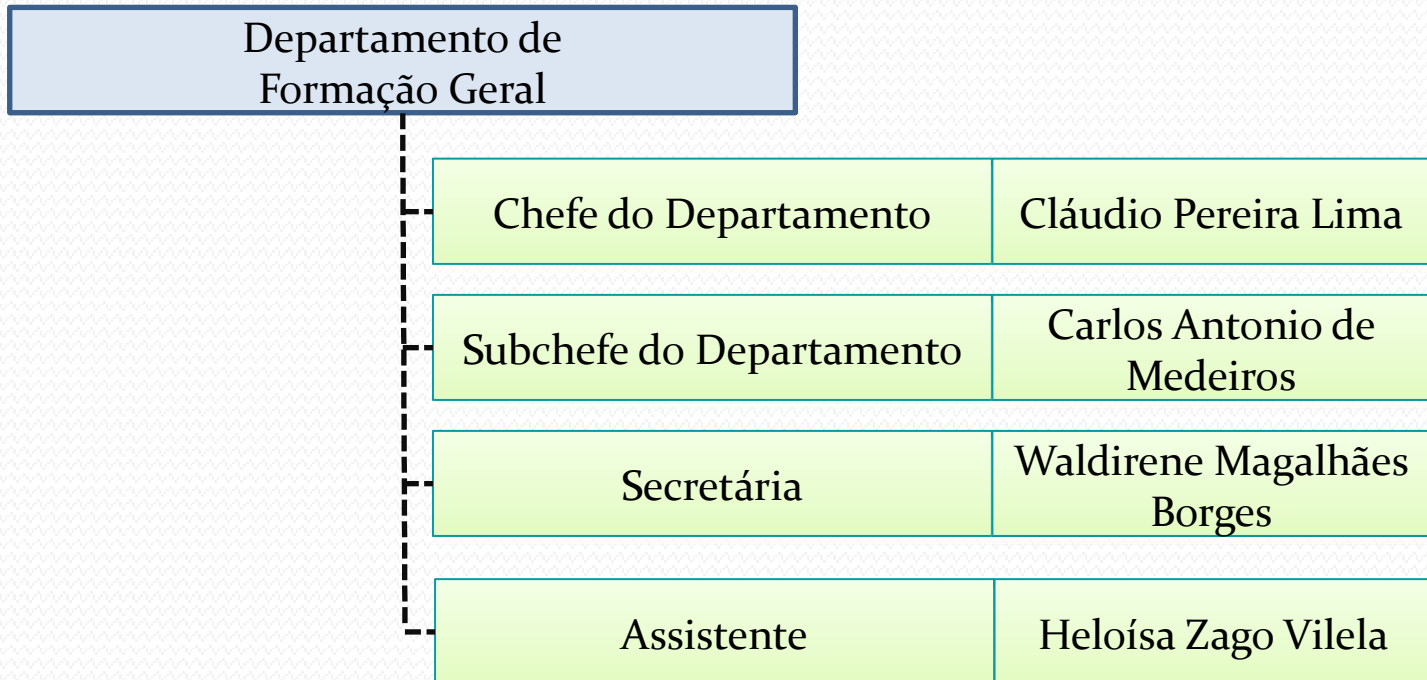 Departamento de
Formação Geral
Chefe do Departamento
Cláudio Pereira Lima
Subchefe do Departamento
Carlos Antonio de
Medeiros
Secretária
Waldirene Magalhães
Borges
Assistente
Heloísa Zago Vilela